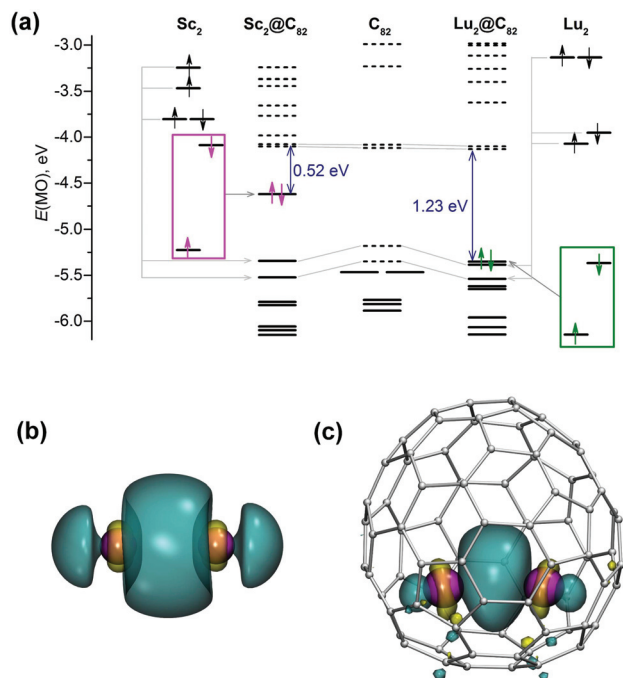 (a)
Sc₂ Sc₂@C₈₂ C₈₂ Lu₂@C₈₂ Lu₂
-3.0
-3.5
-4.0
-4.5
-5.0
-5.5
-6.0
E(MO), eV
0.52 eV
1.23 eV
(b)
(c)